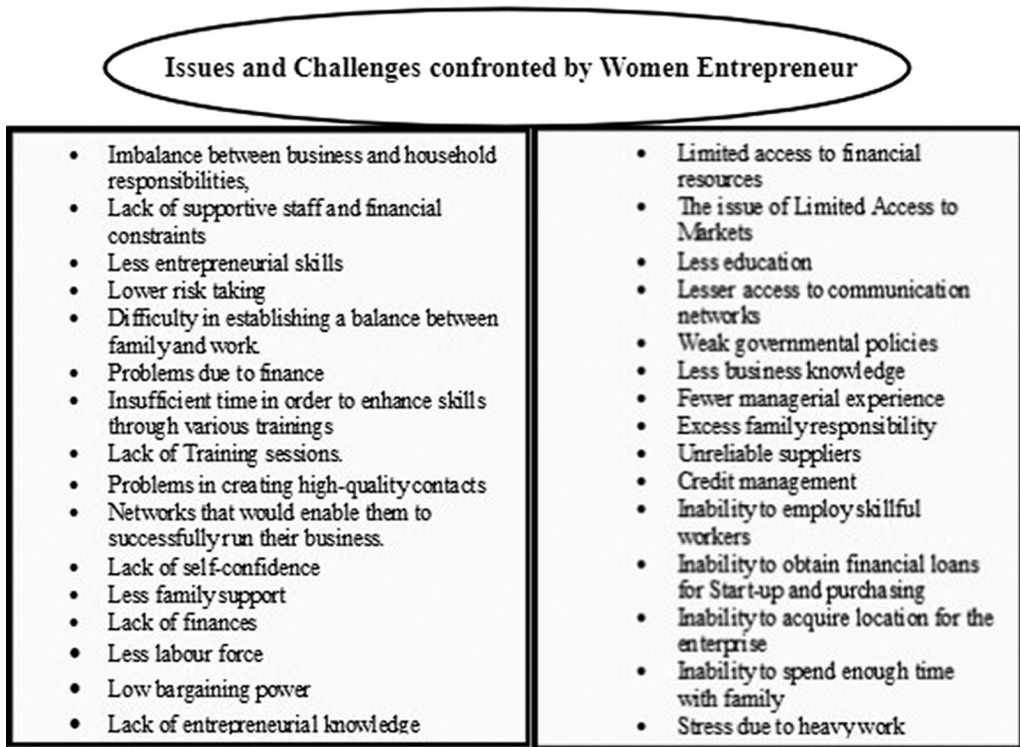 Issues and Challenges confronted by Women Entrepreneur
• Imbalance between business and household
responsibilities,
• Lack of supportive staff and financial
constraints
• Less entrepreneurial skills
• Lower risk taking
• Difficulty in establishing a balance between
family and work.
• Problems due to finance
• Insufficient time in order to enhance skills
through various trainings
• Lack of Training sessions.
• Problems in creating high-quality contacts
• Networks that would enable them to
successfully run their business.
• Lack of self-confidence
• Less family support
• Lack of finances
• Less labour force
• Low bargaining power
• Lack of entrepreneurial knowledge
• Limited access to financial
resources
• The issue of Limited Access to
Markets
• Less education
• Lesser access to communication
networks
• Weak governmental policies
• Less business knowledge
• Fewer managerial experience
• Excess family responsibility
• Unreliable suppliers
• Credit management
• Inability to employ skillful
workers
• Inability to obtain financial loans
for Start-up and purchasing
• Inability to acquire location for the
enterprise
• Inability to spend enough time
with family
• Stress due to heavy work